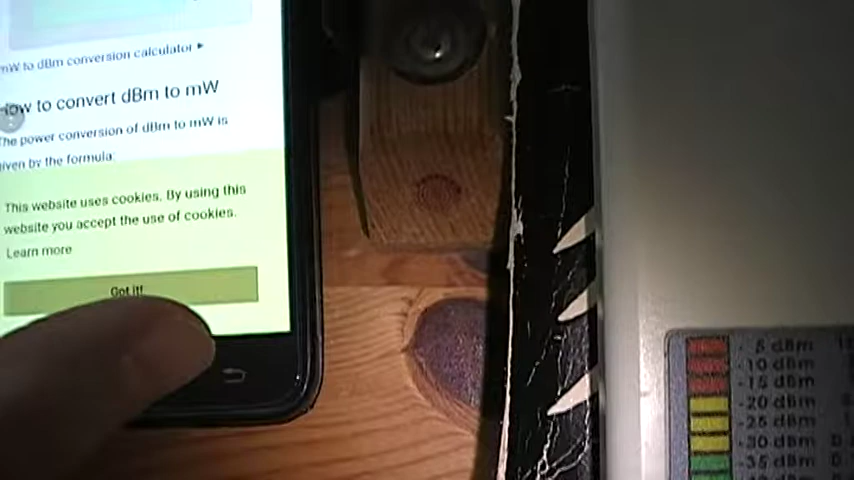 mW to dBm conversion calculator ▸
How to convert dBm to mW
The power conversion of dBm to mW is
given by the formula:
This website uses cookies. By using this
website you accept the use of cookies.
Learn more
Got it!
-5 dBm
-10 dBm
-15 dBm
-20 dBm
-25 dBm
-30 dBm
-35 dBm